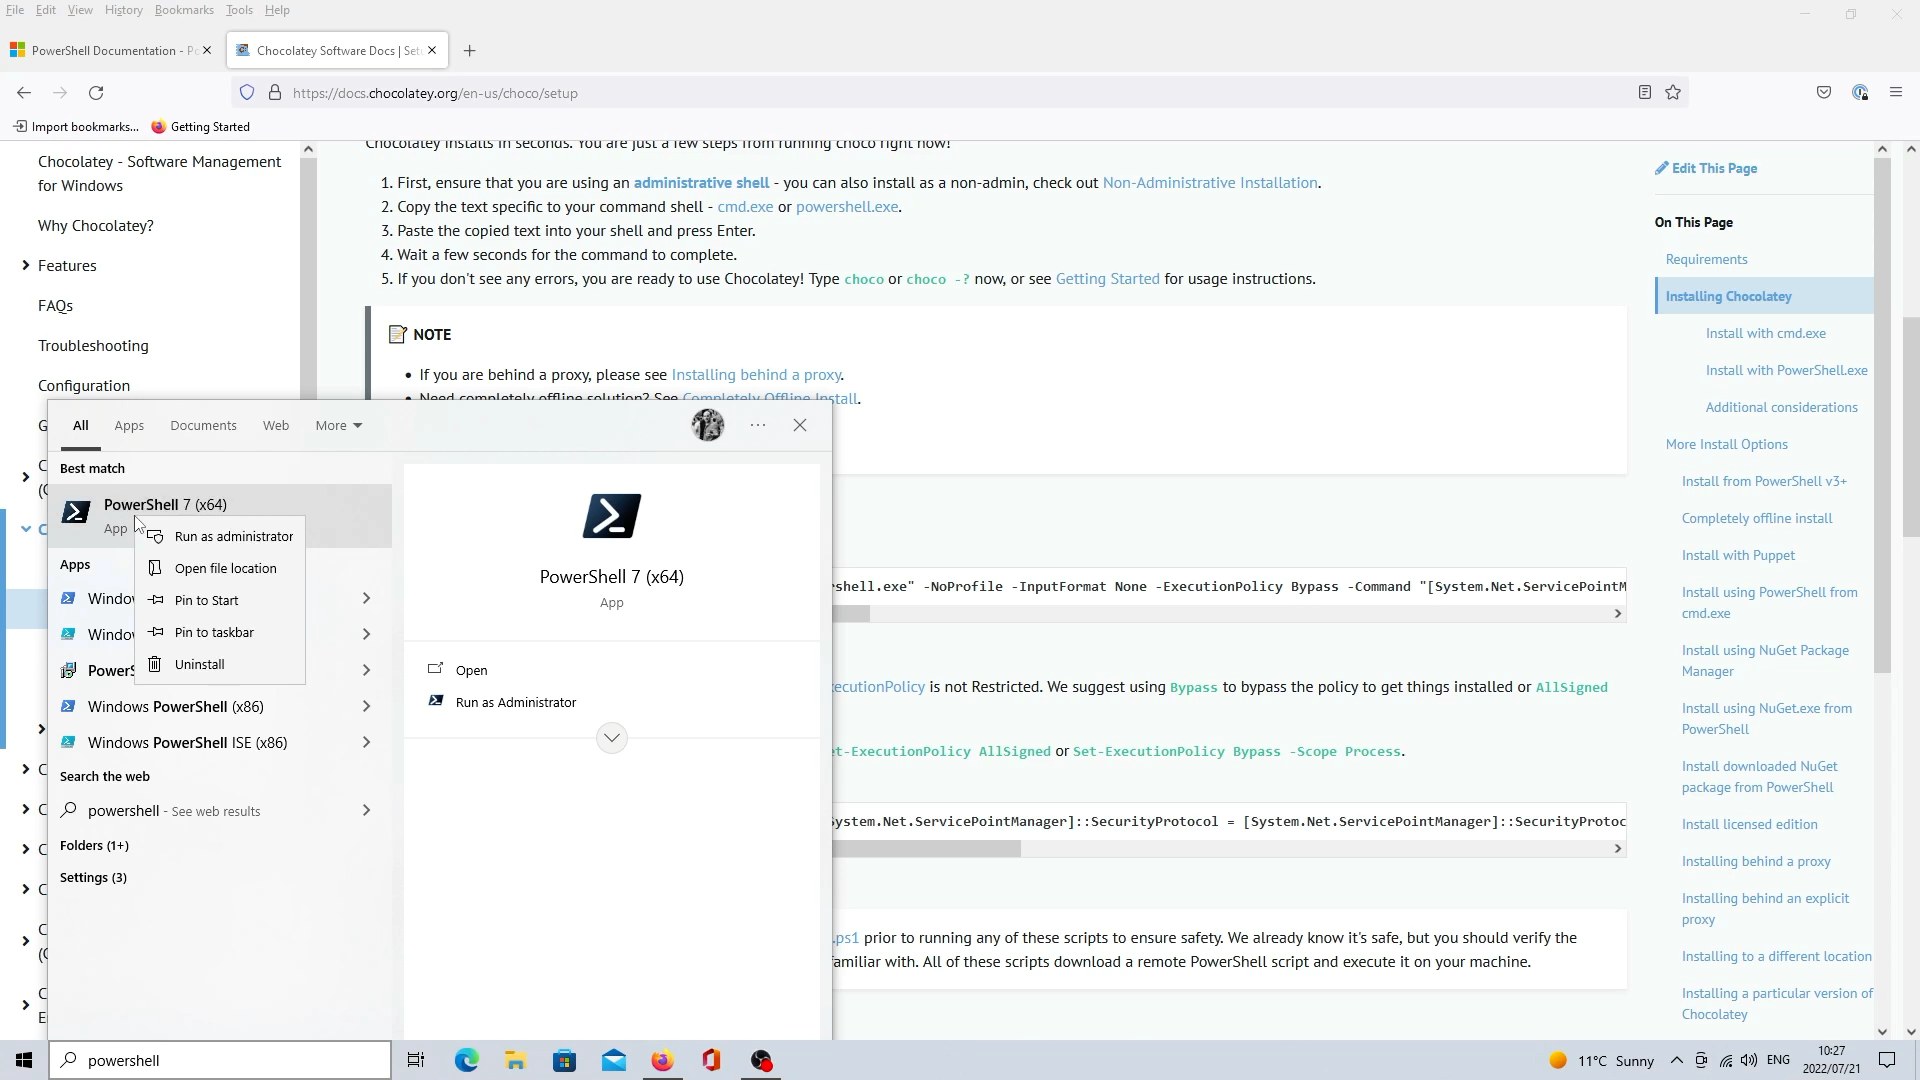 File Edit View History Bookmarks Tools Help
PowerShell Documentation - Po
Chocolatey Software Docs | Setu
https://docs.chocolatey.org/en-us/choco/setup
Import bookmarks...
Getting Started
Chocolatey - Software Management
for Windows
Why Chocolatey?
Features
FAQs
Troubleshooting
Configuration
Chocolatey installs in seconds. You are just a few steps from running choco right now!
1. First, ensure that you are using an administrative shell - you can also install as a non-admin, check out Non-Administrative Installation.
2. Copy the text specific to your command shell - cmd.exe or powershell.exe.
3. Paste the copied text into your shell and press Enter.
4. Wait a few seconds for the command to complete.
5. If you don't see any errors, you are ready to use Chocolatey! Type choco or choco -? now, or see Getting Started for usage instructions.
NOTE
• If you are behind a proxy, please see Installing behind a proxy.
• Need completely offline solution? See Completely Offline Install.
shell.exe" -NoProfile -InputFormat None -ExecutionPolicy Bypass -Command "[System.Net.ServicePointM
ecutionPolicy is not Restricted. We suggest using Bypass to bypass the policy to get things installed or AllSigned
et-ExecutionPolicy AllSigned or Set-ExecutionPolicy Bypass -Scope Process.
System.Net.ServicePointManager]::SecurityProtocol = [System.Net.ServicePointManager]::SecurityProtoc
.ps1 prior to running any of these scripts to ensure safety. We already know it's safe, but you should verify the
familiar with. All of these scripts download a remote PowerShell script and execute it on your machine.
Edit This Page
On This Page
Requirements
Installing Chocolatey
Install with cmd.exe
Install with PowerShell.exe
Additional considerations
More Install Options
Install from PowerShell v3+
Completely offline install
Install with Puppet
Install using PowerShell from
cmd.exe
Install using NuGet Package
Manager
Install using NuGet.exe from
PowerShell
Install downloaded NuGet
package from PowerShell
Install licensed edition
Installing behind a proxy
Installing behind an explicit
proxy
Installing to a different location
Installing a particular version of
Chocolatey
All Apps Documents Web More
Best match
PowerShell 7 (x64)
App
Run as administrator
Open file location
Pin to Start
Pin to taskbar
Uninstall
Apps
Window
Window
PowerS
Windows PowerShell (x86)
Windows PowerShell ISE (x86)
Search the web
powershell - See web results
Folders (1+)
Settings (3)
PowerShell 7 (x64)
App
Open
Run as Administrator
powershell
11°C Sunny
ENG
10:27
2022/07/21